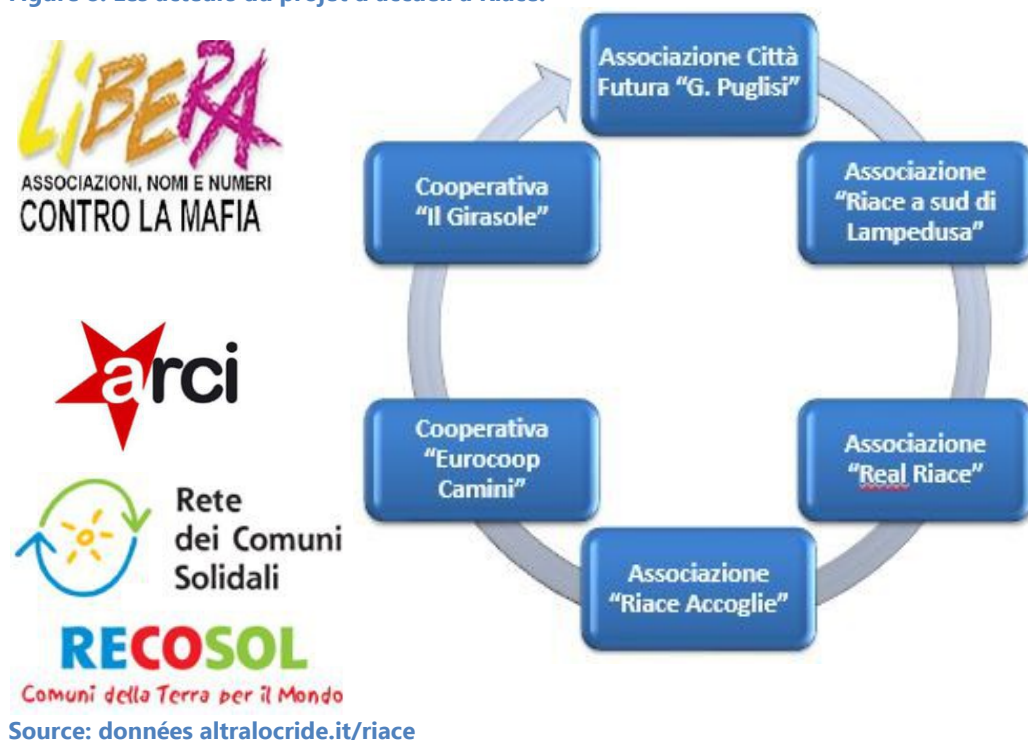 LiBERA
ASSOCIAZIONI, NOMI E NUMERI
CONTRO LA MAFIA
arci
Rete
dei Comuni
Solidali
RECOSOL
Comuni della Terra per il Mondo
Associazione Città
Futura “G. Puglisi”
Associazione
“Riace a sud di
Lampedusa”
Associazione
“Real Riace”
Associazione
“Riace Accoglie”
Cooperativa
“Eurocoop
Camini”
Cooperativa
“Il Girasole”
Source: données altralocride.it/riace